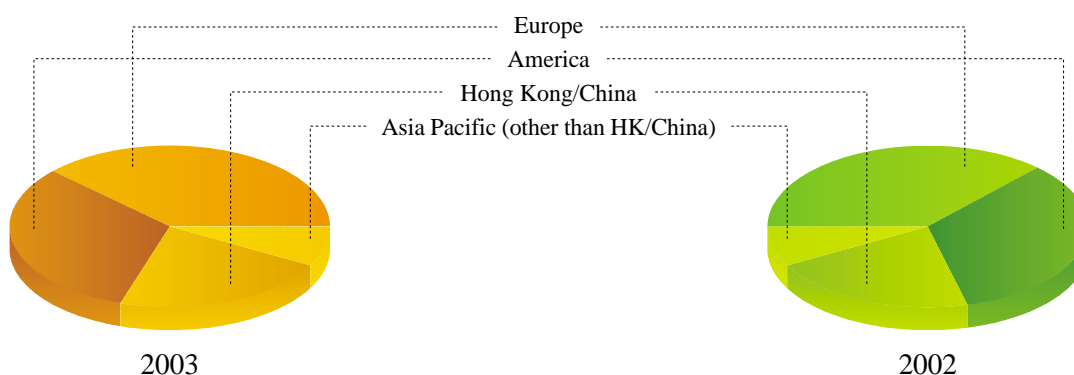 Europe
America
Hong Kong/China
Asia Pacific (other than HK/China)
2003
2002